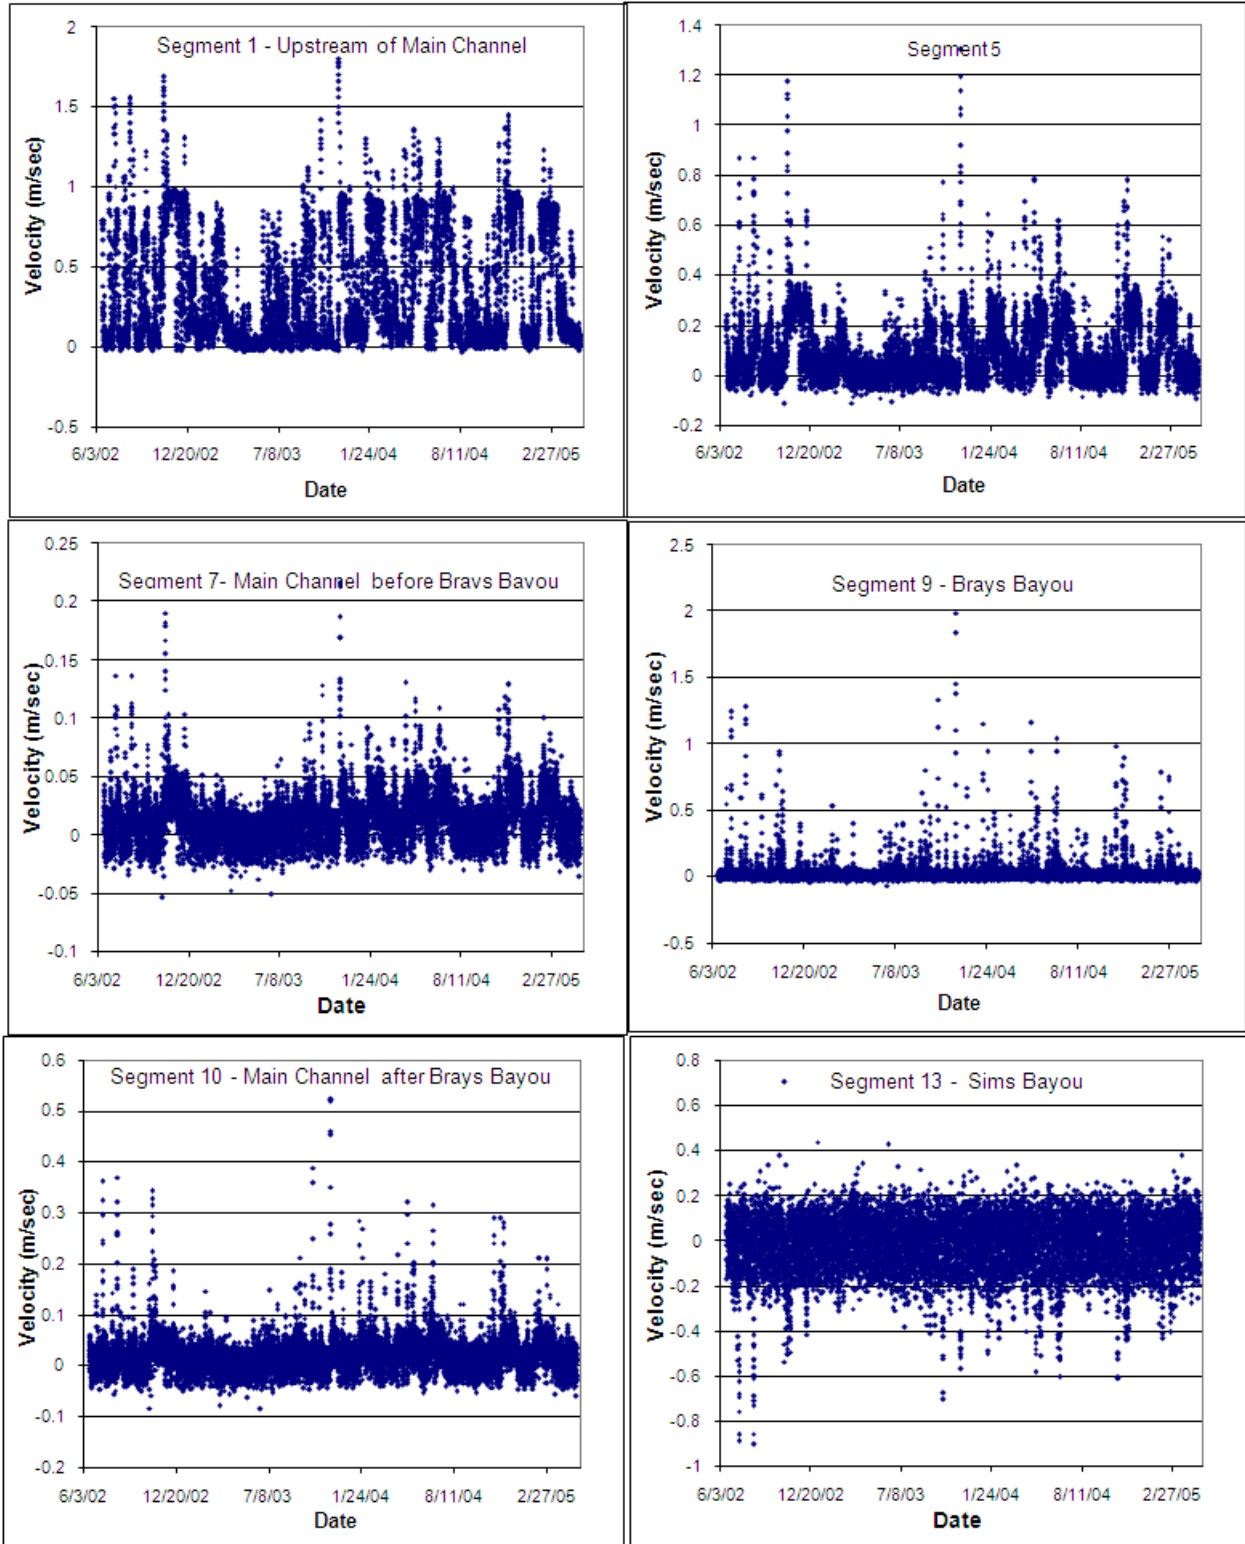 Segment 1 - Upstream of Main Channel
Velocity (m/sec)
2
1.5
1
0.5
0
-0.5
6/3/02 12/20/02 7/8/03 1/24/04 8/11/04 2/27/05
Date
Segment 5
Velocity (m/sec)
1.4
1.2
1
0.8
0.6
0.4
0.2
0
-0.2
6/3/02 12/20/02 7/8/03 1/24/04 8/11/04 2/27/05
Date
Segment 7- Main Channel before Brays Bayou
Velocity (m/sec)
0.25
0.2
0.15
0.1
0.05
0
-0.05
-0.1
6/3/02 12/20/02 7/8/03 1/24/04 8/11/04 2/27/05
Date
Segment 9 - Brays Bayou
Velocity (m/sec)
2.5
2
1.5
1
0.5
0
-0.5
6/3/02 12/20/02 7/8/03 1/24/04 8/11/04 2/27/05
Date
Segment 10 - Main Channel after Brays Bayou
Velocity (m/sec)
0.6
0.5
0.4
0.3
0.2
0.1
0
-0.1
-0.2
6/3/02 12/20/02 7/8/03 1/24/04 8/11/04 2/27/05
Date
Segment 13 - Sims Bayou
Velocity (m/sec)
0.8
0.6
0.4
0.2
0
-0.2
-0.4
-0.6
-0.8
-1
6/3/02 12/20/02 7/8/03 1/24/04 8/11/04 2/27/05
Date